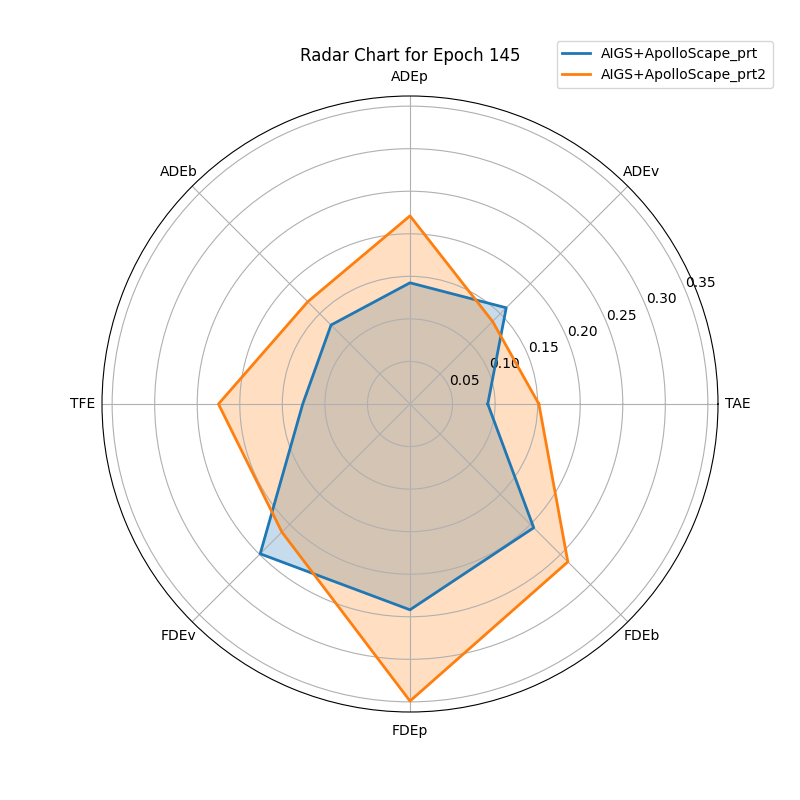 Radar Chart for Epoch 145
AIGS+ApolloScape_prt
AIGS+ApolloScape_prt2
ADEp
ADEb
ADEv
0.35
0.30
0.25
0.20
0.15
0.10
0.05
TFE
TAE
FDEv
FDEb
FDEp